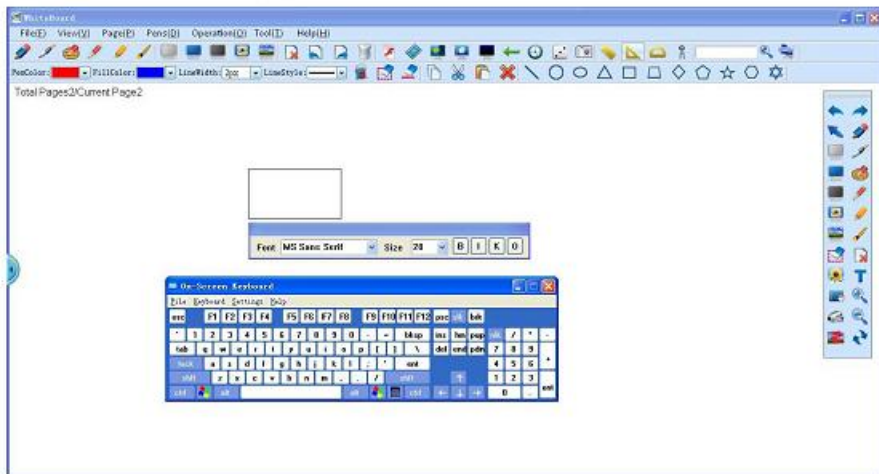 WhiteBoard
File(F) View(V) Page(P) Pens(D) Operation(O) Tool(T) Help(H)
PenColor: FillColor: LineWidth: 2px LineStyle:
Total Pages2/Current Page2
Font MS Sans Serif Size 20 B I K O
On-Screen Keyboard
File Keyboard Settings Help
esc F1 F2 F3 F4 F5 F6 F7 F8 F9 F10 F11 F12 psc slk brk
` 1 2 3 4 5 6 7 8 9 0 - = bksp ins hm pup nlk / * -
tab q w e r t y u i o p [ ] \ del end pdn 7 8 9 +
lock a s d f g h j k l ; ' ent 4 5 6
shft z x c v b n m , . / shft ↑ 1 2 3 ent
ctrl alt alt ctrl ← ↓ → 0 .
T